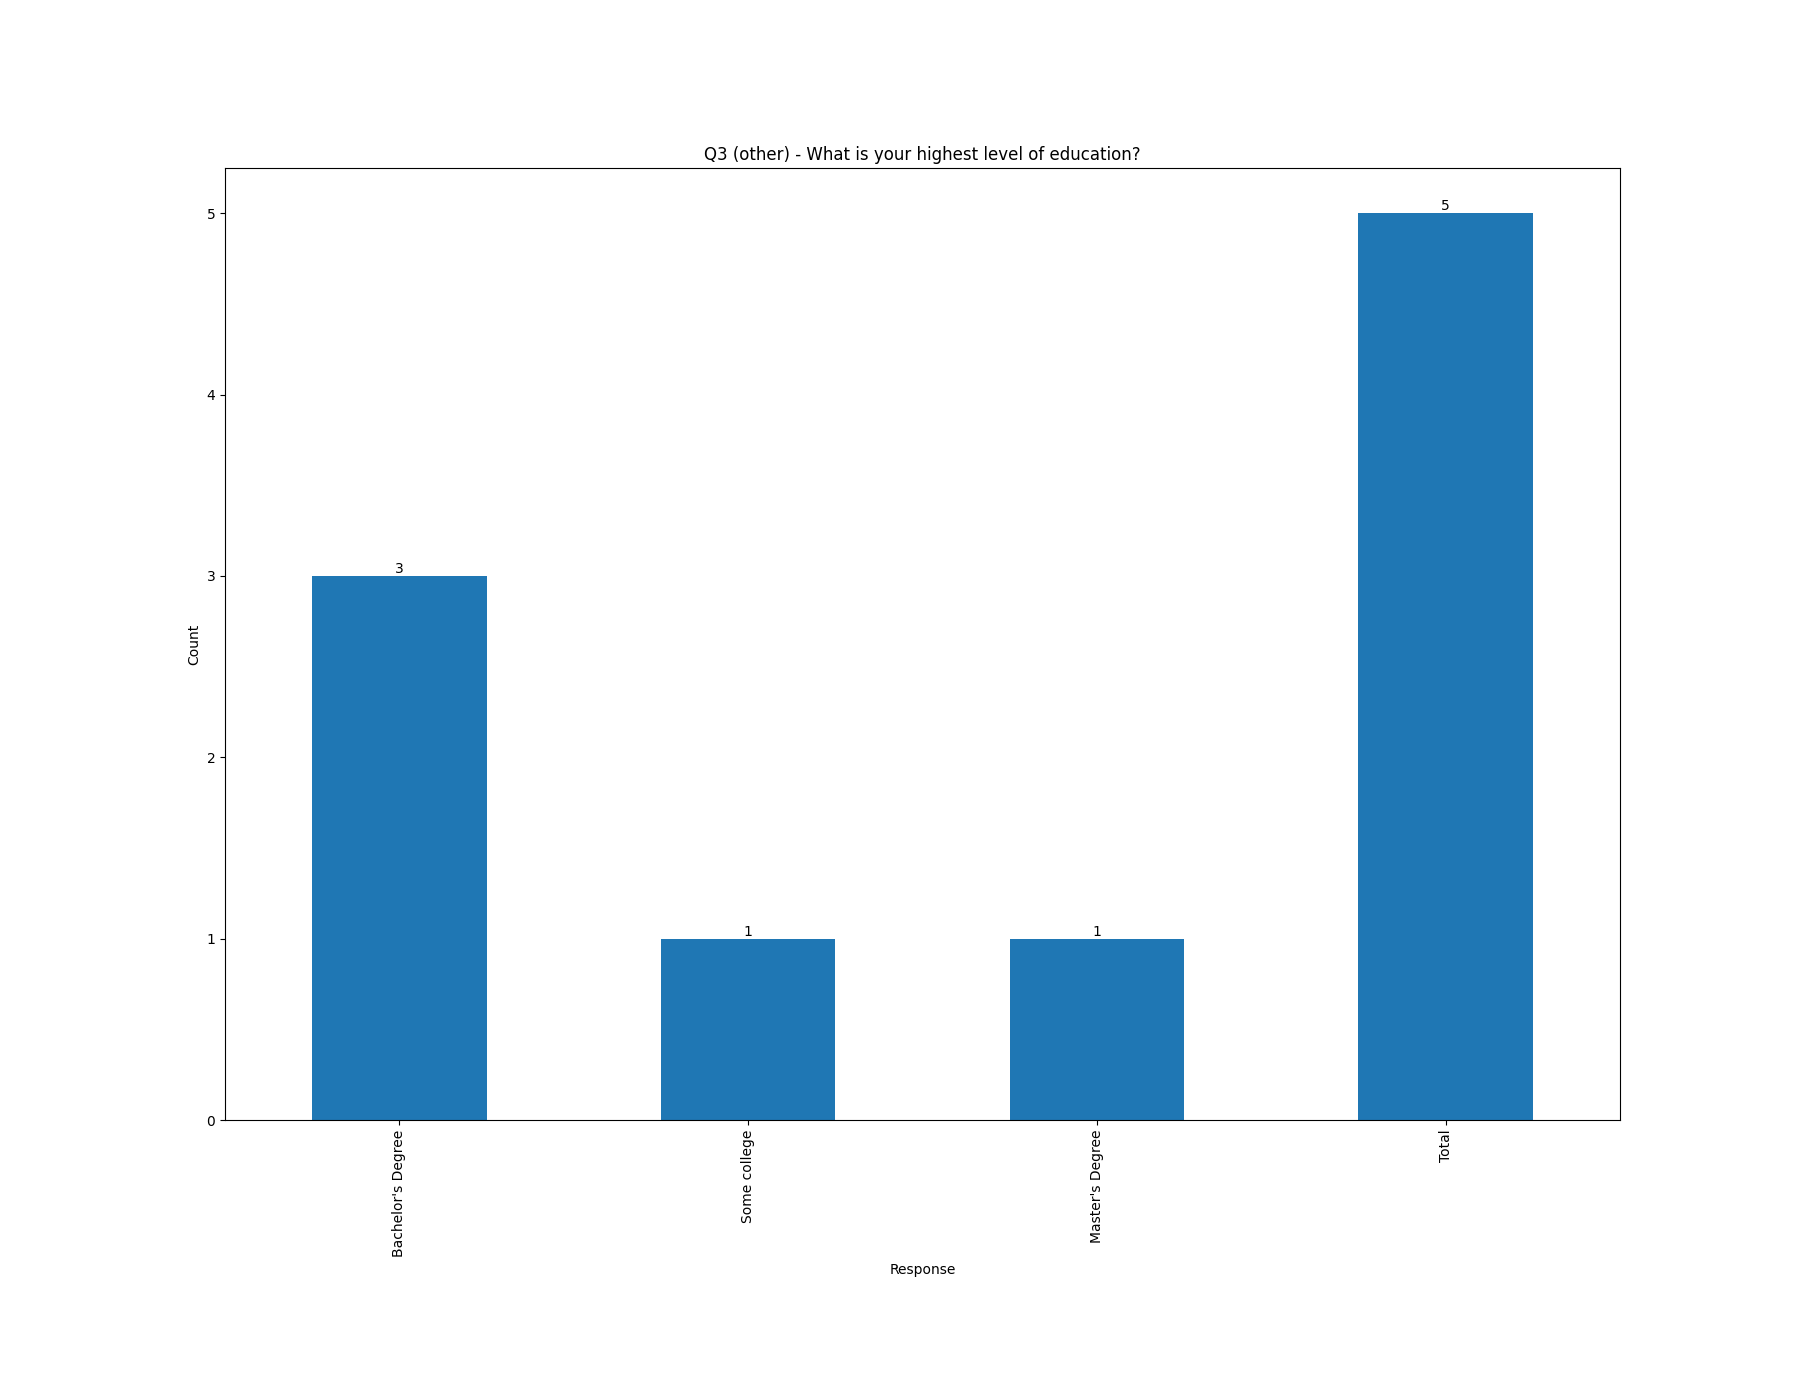 Q3 (other) - What is your highest level of education?
5
4
3
2
1
0
Count
3
1
1
5
Bachelor's Degree
Some college
Master's Degree
Total
Response